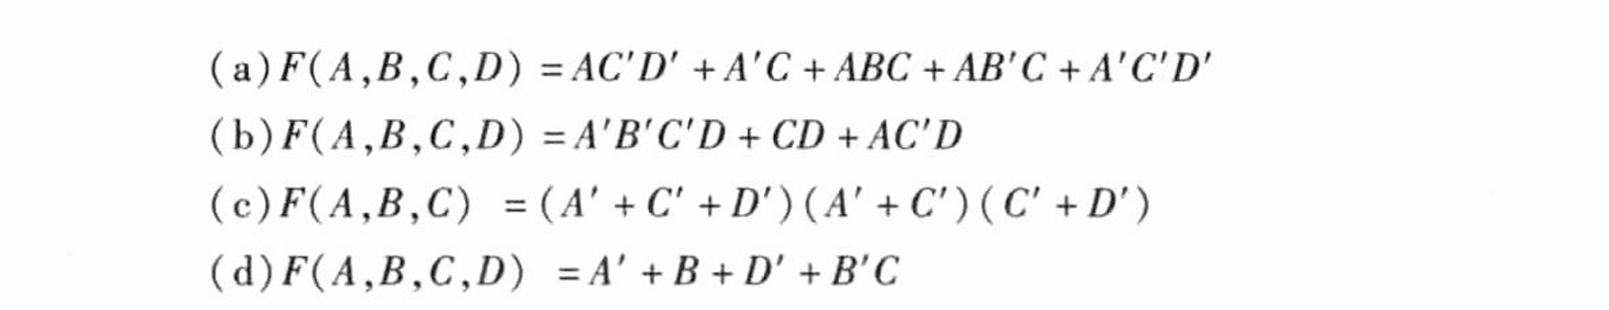 (a) F(A,B,C,D) = AC'D' + A'C + ABC + AB'C + A'C'D'
(b) F(A,B,C,D) = A'B'C'D + CD + AC'D
(c) F(A,B,C) = (A' + C' + D')(A' + C')(C' + D')
(d) F(A,B,C,D) = A' + B + D' + B'C